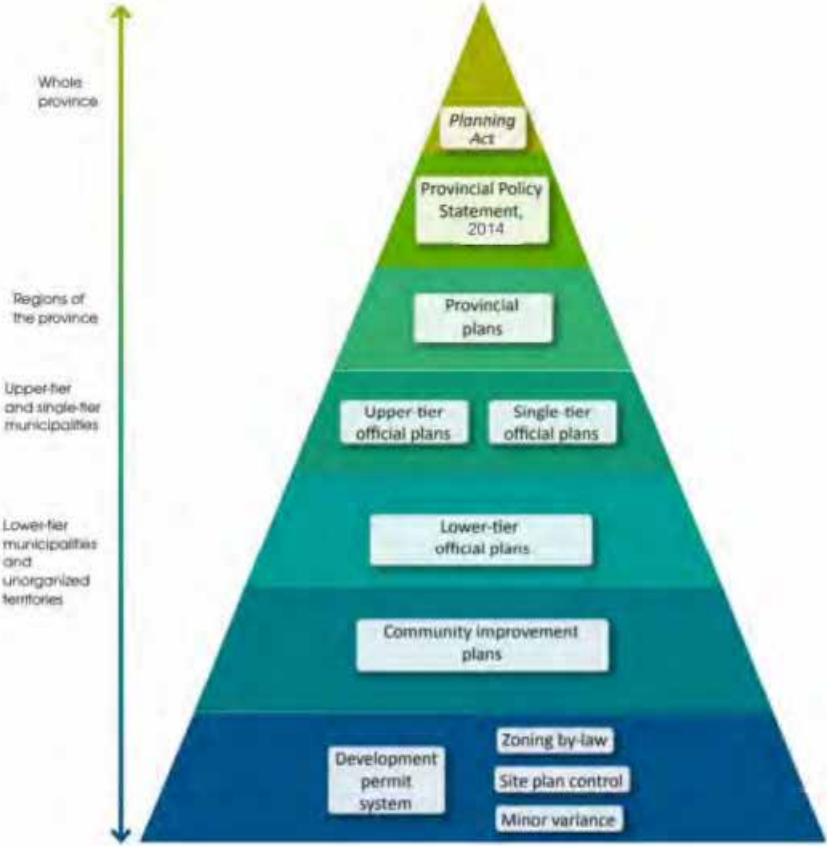 Whole
province
Planning
Act
Provincial Policy
Statement,
2014
Regions of
the province
Provincial
plans
Upper-tier
and single-tier
municipalities
Upper-tier
official plans
Single-tier
official plans
Lower-tier
municipalities
and
unorganized
territories
Lower-tier
official plans
Community improvement
plans
Development
permit
system
Zoning by-law
Site plan control
Minor variance